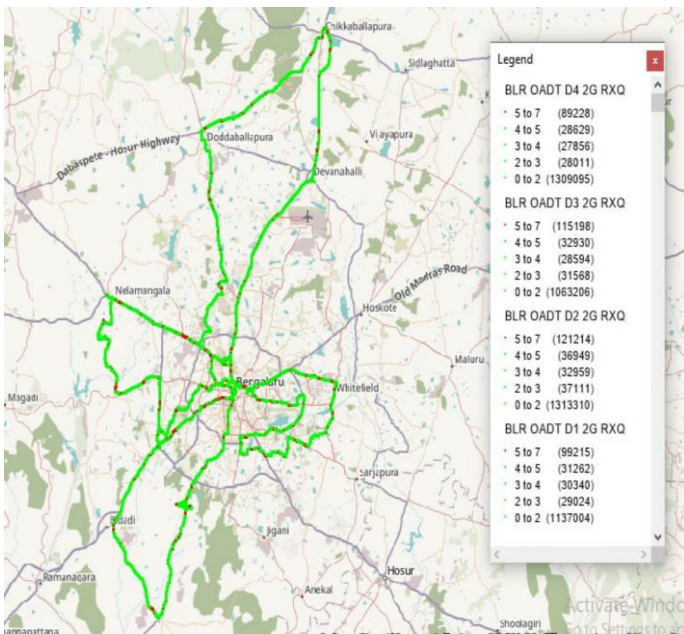 Chikkaballapura
Sidlaghatta
Doddaballapura
Vijayapura
Dabaspete - Hosur Highway
Devanahalli
Nelamangala
Old Madras Road
Hoskote
Bengaluru
Whitefield
Maluru
Magadi
Sarjapura
Bidadi
Jigani
Ramanagara
Hosur
Anekal
Shoolagiri
Legend
x
BLR OADT D4 2G RXQ
5 to 7 (89228)
4 to 5 (28629)
3 to 4 (27856)
2 to 3 (28011)
0 to 2 (1309095)
BLR OADT D3 2G RXQ
5 to 7 (115198)
4 to 5 (32930)
3 to 4 (28594)
2 to 3 (31568)
0 to 2 (1063206)
BLR OADT D2 2G RXQ
5 to 7 (121214)
4 to 5 (36949)
3 to 4 (32959)
2 to 3 (37111)
0 to 2 (1313310)
BLR OADT D1 2G RXQ
5 to 7 (99215)
4 to 5 (31262)
3 to 4 (30340)
2 to 3 (29024)
0 to 2 (1137004)
Activate Windo
Go to Settings to ac